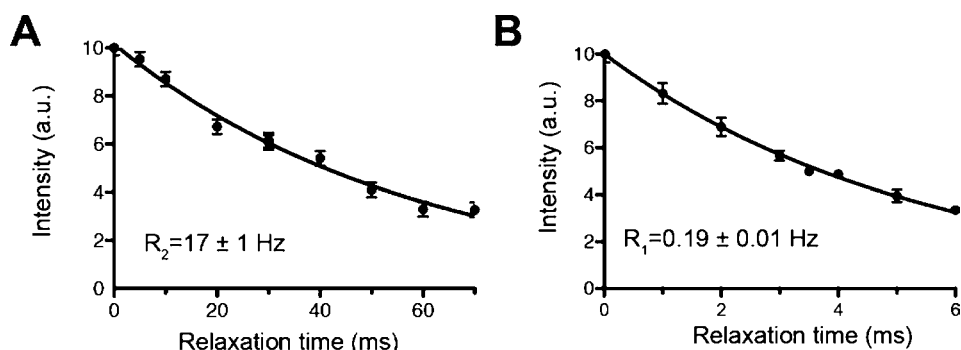 A
10
8
6
4
2
0
Intensity (a.u.)
R2=17 ± 1 Hz
0 20 40 60
Relaxation time (ms)
B
10
8
6
4
2
0
Intensity (a.u.)
R1=0.19 ± 0.01 Hz
0 2 4 6
Relaxation time (ms)